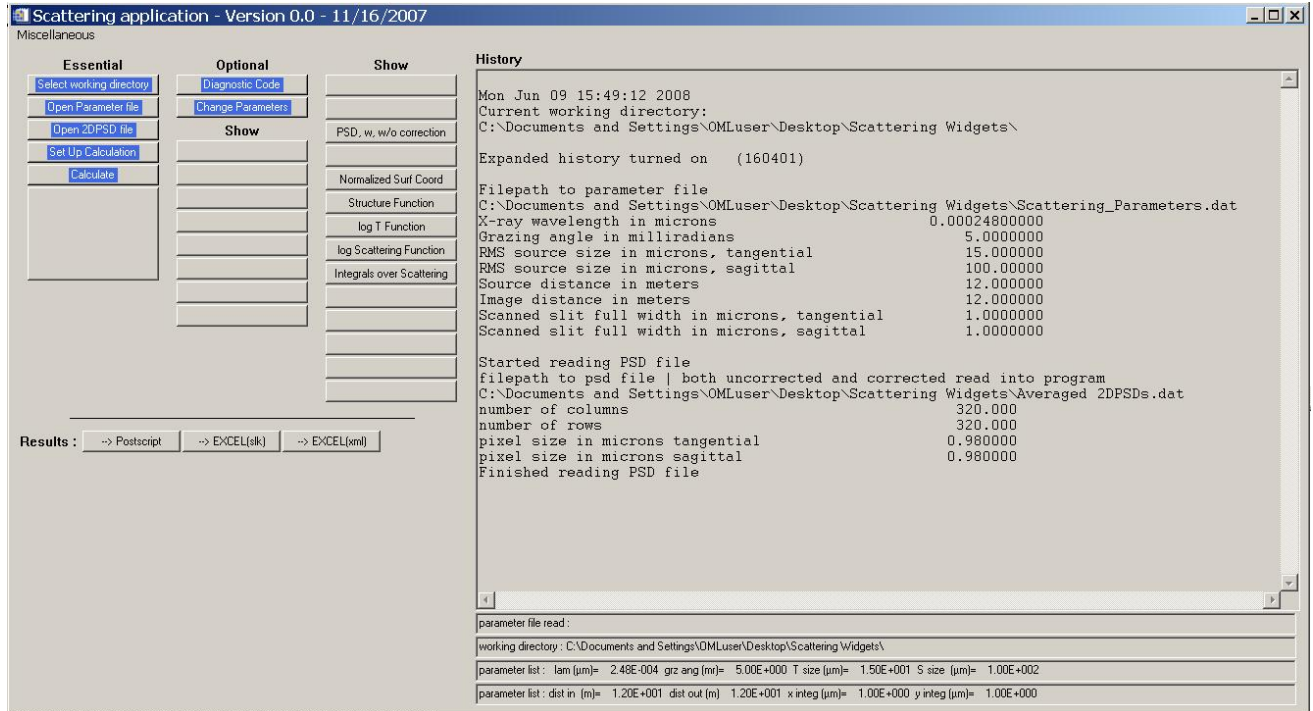 Scattering application - Version 0.0 - 11/16/2007
Miscellaneous
Essential
Select working directory
Open Parameter file
Open 2DPSD file
Set Up Calculation
Calculate
Optional
Diagnostic Code
Change Parameters
Show
Show
PSD, w, w/o correction
Normalized Surf Coord
Structure Function
log T Function
log Scattering Function
Integrals over Scattering
Results : --> Postscript --> EXCEL(slk) --> EXCEL(xml)
History
Mon Jun 09 15:49:12 2008
Current working directory:
C:\Documents and Settings\OMLuser\Desktop\Scattering Widgets\
Expanded history turned on (160401)
Filepath to parameter file
C:\Documents and Settings\OMLuser\Desktop\Scattering Widgets\Scattering_Parameters.dat
X-ray wavelength in microns 0.00024800000
Grazing angle in milliradians 5.0000000
RMS source size in microns, tangential 15.000000
RMS source size in microns, sagittal 100.00000
Source distance in meters 12.000000
Image distance in meters 12.000000
Scanned slit full width in microns, tangential 1.0000000
Scanned slit full width in microns, sagittal 1.0000000
Started reading PSD file
filepath to psd file | both uncorrected and corrected read into program
C:\Documents and Settings\OMLuser\Desktop\Scattering Widgets\Averaged 2DPSDs.dat
number of columns 320.000
number of rows 320.000
pixel size in microns tangential 0.980000
pixel size in microns sagittal 0.980000
Finished reading PSD file
parameter file read :
working directory : C:\Documents and Settings\OMLuser\Desktop\Scattering Widgets\
parameter list : lam (µm)= 2.48E-004 grz ang (mr)= 5.00E+000 T size (µm)= 1.50E+001 S size (µm)= 1.00E+002
parameter list : dist in (m)= 1.20E+001 dist out (m) 1.20E+001 x integ (µm)= 1.00E+000 y integ (µm)= 1.00E+000